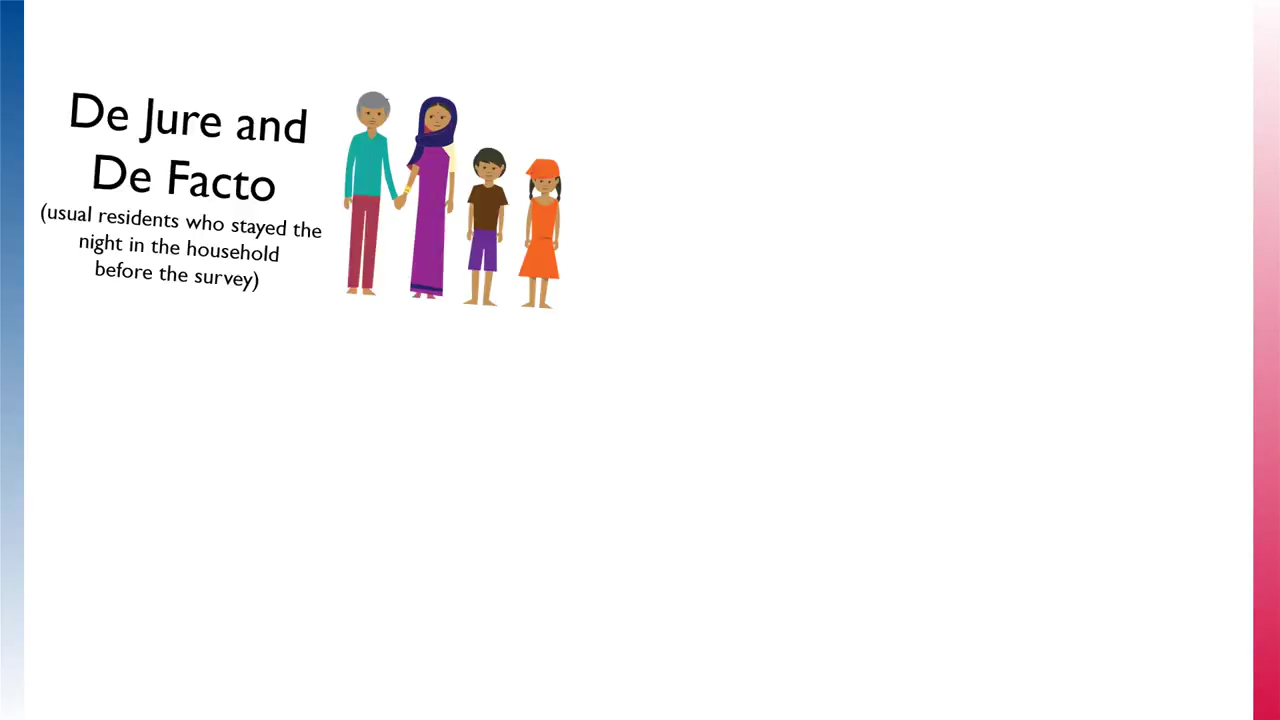 De Jure and
De Facto
(usual residents who stayed the
night in the household
before the survey)